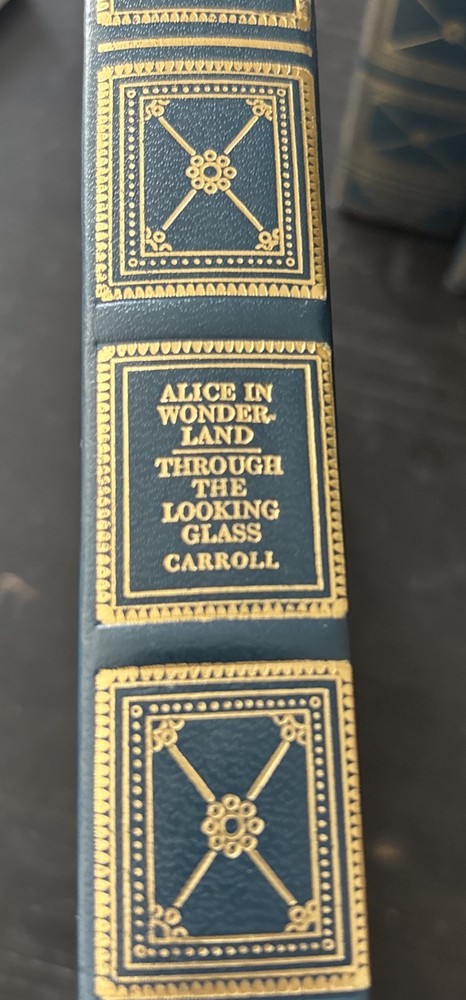 ALICE IN
WONDER-
LAND
THROUGH
THE
LOOKING
GLASS
CARROLL